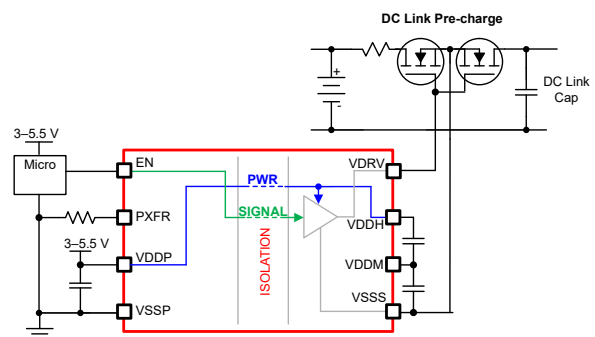 DC Link Pre-charge
+
-
DC Link
Cap
3–5.5 V
Micro
EN
VDRV
PWR
SIGNAL
PXFR
VDDH
3–5.5 V
VDDP
ISOLATION
VDDM
VSSP
VSSS